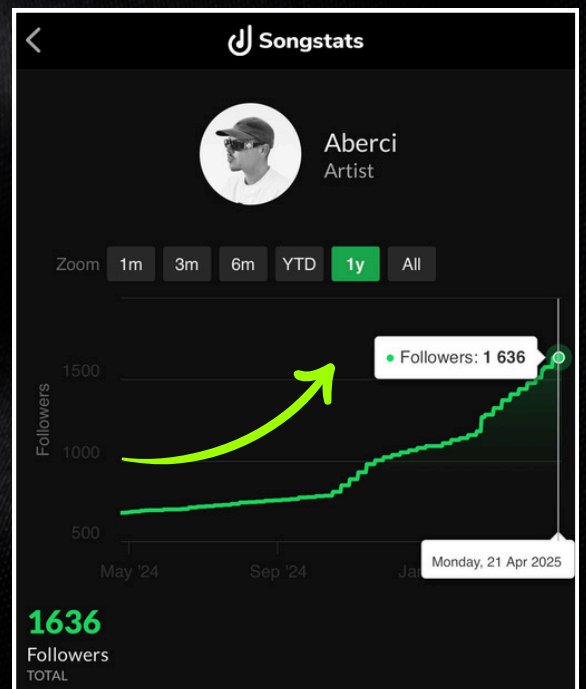 Songstats
Aberci
Artist
Zoom 1m 3m 6m YTD 1y All
Followers: 1 636
1500
Followers
1000
500
Monday, 21 Apr 2025
May '24 Sep '24
1636
Followers
TOTAL